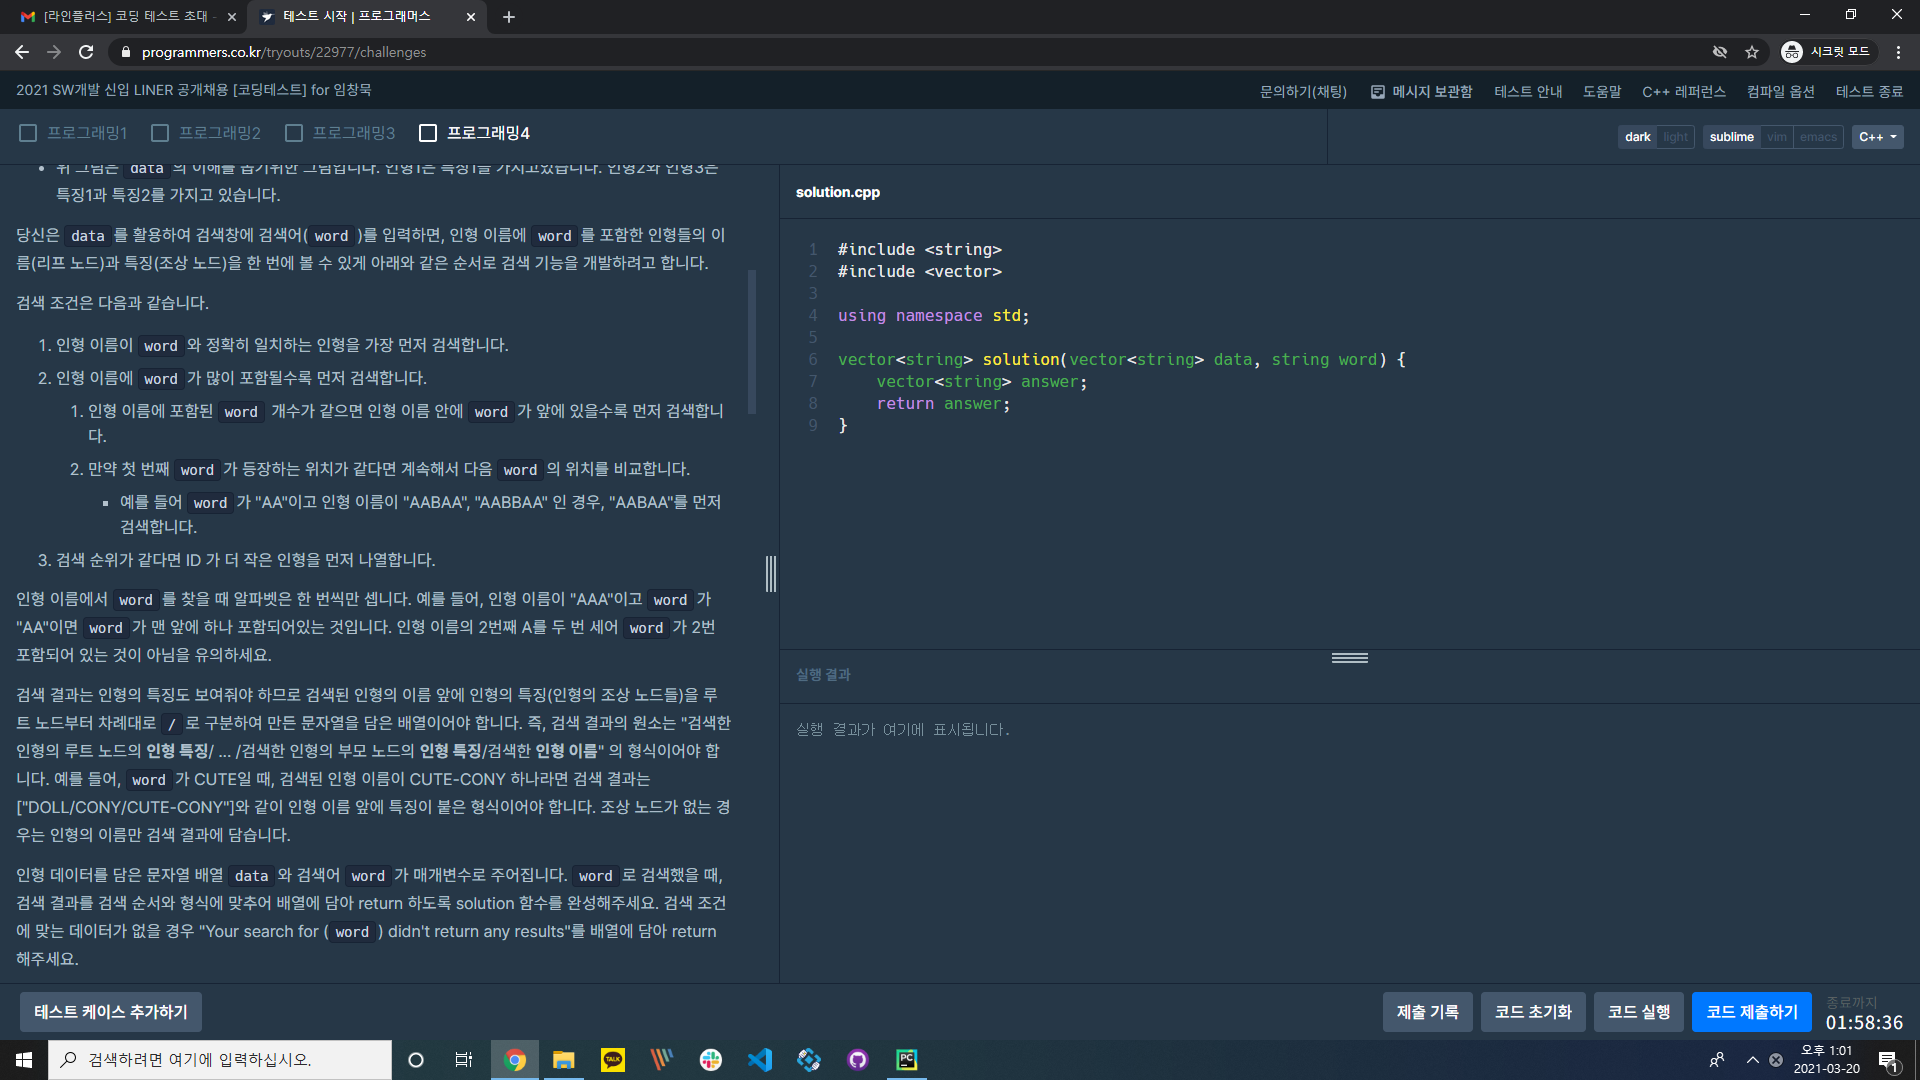 [라인플러스] 코딩 테스트 초대 -
테스트 시작 | 프로그래머스
programmers.co.kr/tryouts/22977/challenges
시크릿 모드
2021 SW개발 신입 LINER 공개채용 [코딩테스트] for 임창묵
문의하기(채팅)
메시지 보관함
테스트 안내
도움말
C++ 레퍼런스
컴파일 옵션
테스트 종료
프로그래밍1
프로그래밍2
프로그래밍3
프로그래밍4
dark light
sublime vim emacs
C++
위 그림은 data 의 이해를 돕기위한 그림입니다. 인형1은 특징1을 가지고있습니다. 인형2와 인형3은
특징1과 특징2를 가지고 있습니다.
당신은 data 를 활용하여 검색창에 검색어( word )를 입력하면, 인형 이름에 word 를 포함한 인형들의 이
름(리프 노드)과 특징(조상 노드)을 한 번에 볼 수 있게 아래와 같은 순서로 검색 기능을 개발하려고 합니다.
검색 조건은 다음과 같습니다.
1. 인형 이름이 word 와 정확히 일치하는 인형을 가장 먼저 검색합니다.
2. 인형 이름에 word 가 많이 포함될수록 먼저 검색합니다.
1. 인형 이름에 포함된 word 개수가 같으면 인형 이름 안에 word 가 앞에 있을수록 먼저 검색합니
다.
2. 만약 첫 번째 word 가 등장하는 위치가 같다면 계속해서 다음 word 의 위치를 비교합니다.
예를 들어 word 가 "AA"이고 인형 이름이 "AABAA", "AABBAA" 인 경우, "AABAA"를 먼저
검색합니다.
3. 검색 순위가 같다면 ID 가 더 작은 인형을 먼저 나열합니다.
인형 이름에서 word 를 찾을 때 알파벳은 한 번씩만 셉니다. 예를 들어, 인형 이름이 "AAA"이고 word 가
"AA"이면 word 가 맨 앞에 하나 포함되어있는 것입니다. 인형 이름의 2번째 A를 두 번 세어 word 가 2번
포함되어 있는 것이 아님을 유의하세요.
검색 결과는 인형의 특징도 보여줘야 하므로 검색된 인형의 이름 앞에 인형의 특징(인형의 조상 노드들)을 루
트 노드부터 차례대로 / 로 구분하여 만든 문자열을 담은 배열이어야 합니다. 즉, 검색 결과의 원소는 "검색한
인형의 루트 노드의 인형 특징/ ... /검색한 인형의 부모 노드의 인형 특징/검색한 인형 이름" 의 형식이어야 합
니다. 예를 들어, word 가 CUTE일 때, 검색된 인형 이름이 CUTE-CONY 하나라면 검색 결과는
["DOLL/CONY/CUTE-CONY"]와 같이 인형 이름 앞에 특징이 붙은 형식이어야 합니다. 조상 노드가 없는 경
우는 인형의 이름만 검색 결과에 담습니다.
인형 데이터를 담은 문자열 배열 data 와 검색어 word 가 매개변수로 주어집니다. word 로 검색했을 때,
검색 결과를 검색 순서와 형식에 맞추어 배열에 담아 return 하도록 solution 함수를 완성해주세요. 검색 조건
에 맞는 데이터가 없을 경우 "Your search for ( word ) didn't return any results"를 배열에 담아 return
해주세요.
solution.cpp
1 #include <string>
2 #include <vector>
3
4 using namespace std;
5
6 vector<string> solution(vector<string> data, string word) {
7 vector<string> answer;
8 return answer;
9 }
실행 결과
실행 결과가 여기에 표시됩니다.
테스트 케이스 추가하기
제출 기록
코드 초기화
코드 실행
코드 제출하기
종료까지
01:58:36
검색하려면 여기에 입력하십시오.
TALK
PC
오후 1:01
2021-03-20
1